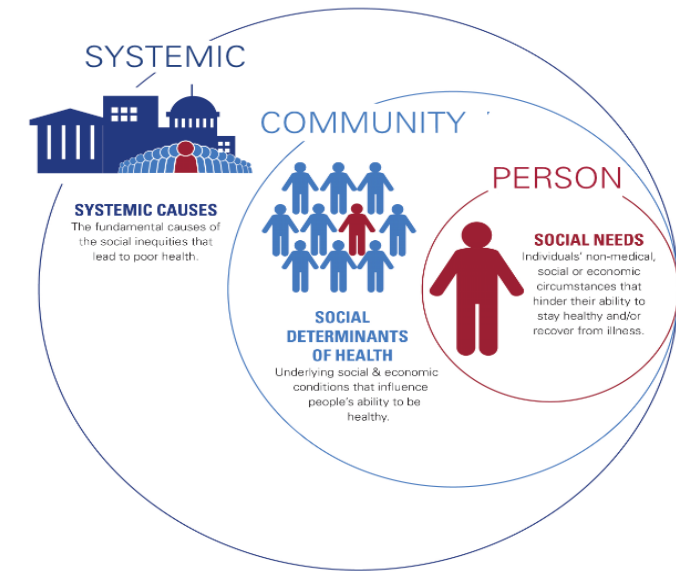 SYSTEMIC
COMMUNITY
PERSON
SYSTEMIC CAUSES
The fundamental causes of
the social inequities that
lead to poor health.
SOCIAL
DETERMINANTS
OF HEALTH
Underlying social & economic
conditions that influence
people's ability to be
healthy.
SOCIAL NEEDS
Individuals' non-medical,
social or economic
circumstances that
hinder their ability to
stay healthy and/or
recover from illness.